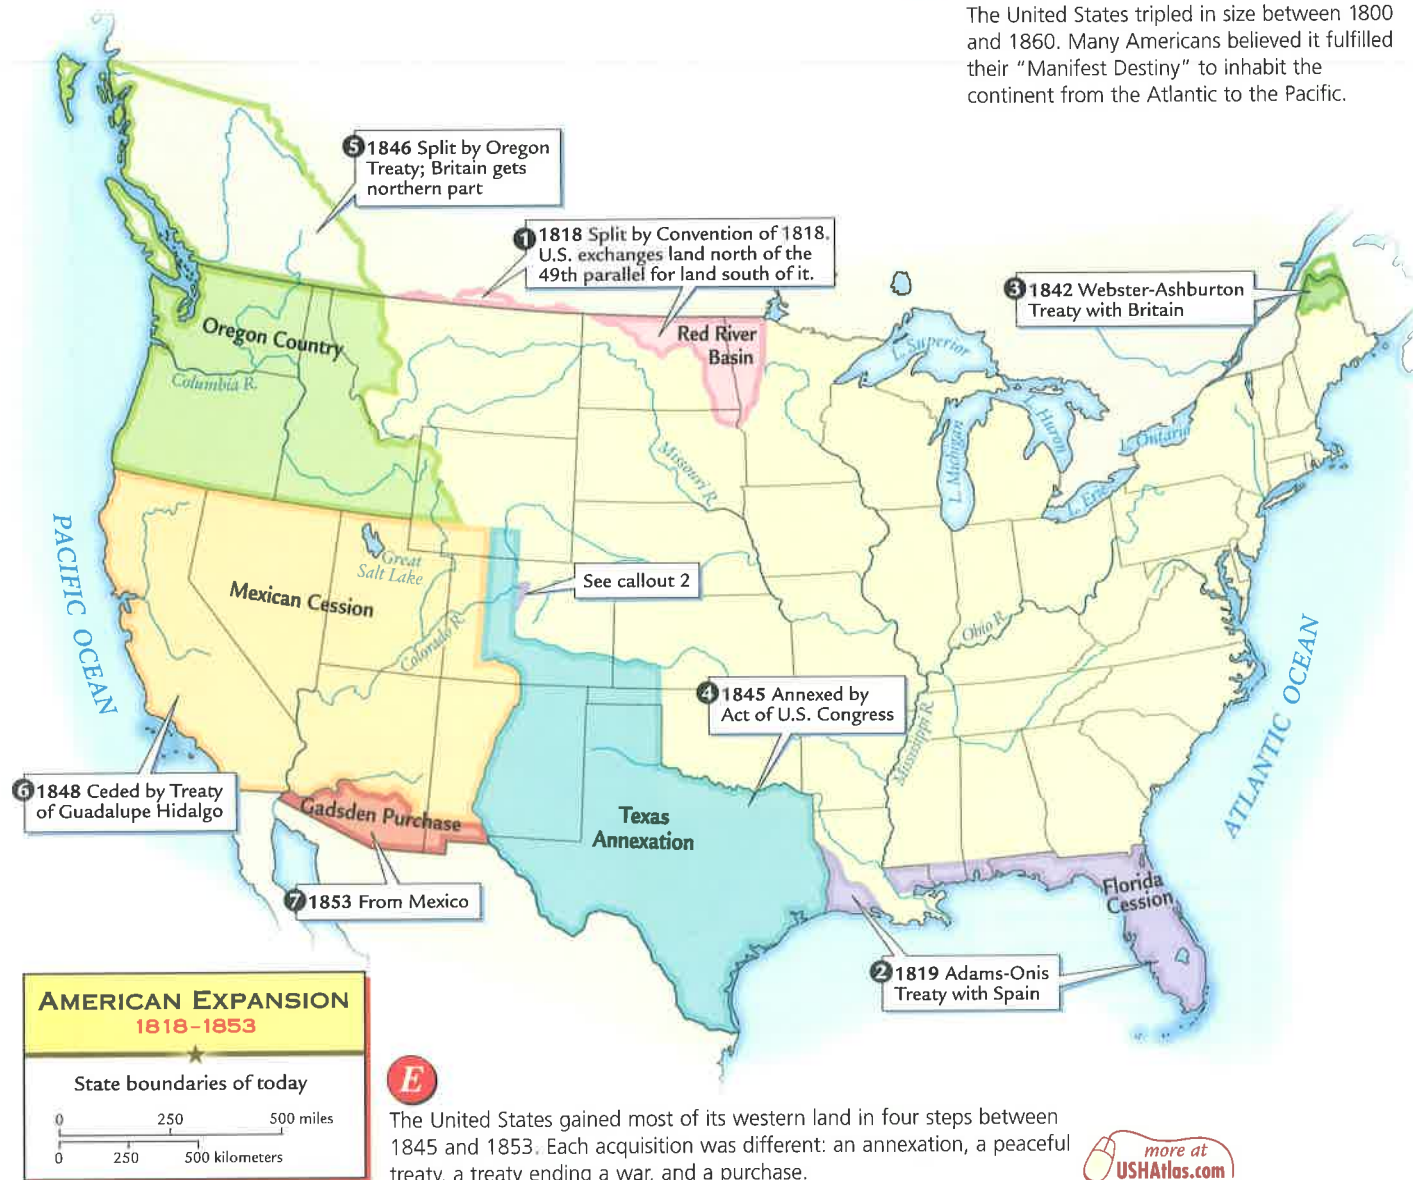 The United States tripled in size between 1800
and 1860. Many Americans believed it fulfilled
their “Manifest Destiny” to inhabit the
continent from the Atlantic to the Pacific.
5 1846 Split by Oregon
Treaty; Britain gets
northern part
1 1818 Split by Convention of 1818.
U.S. exchanges land north of the
49th parallel for land south of it.
3 1842 Webster-Ashburton
Treaty with Britain
Oregon Country
Columbia R.
Red River
Basin
L. Superior
L. Michigan
L. Huron
L. Ontario
L. Erie
Missouri R.
PACIFIC OCEAN
Great
Salt Lake
Mexican Cession
Colorado R.
See callout 2
Ohio R.
ATLANTIC OCEAN
4 1845 Annexed by
Act of U.S. Congress
Mississippi R.
6 1848 Ceded by Treaty
of Guadalupe Hidalgo
Gadsden Purchase
Texas
Annexation
7 1853 From Mexico
Florida
Cession
2 1819 Adams-Onis
Treaty with Spain
AMERICAN EXPANSION
1818–1853
State boundaries of today
0 250 500 miles
0 250 500 kilometers
E
The United States gained most of its western land in four steps between
1845 and 1853. Each acquisition was different: an annexation, a peaceful
treaty, a treaty ending a war, and a purchase.
more at
USHAtlas.com